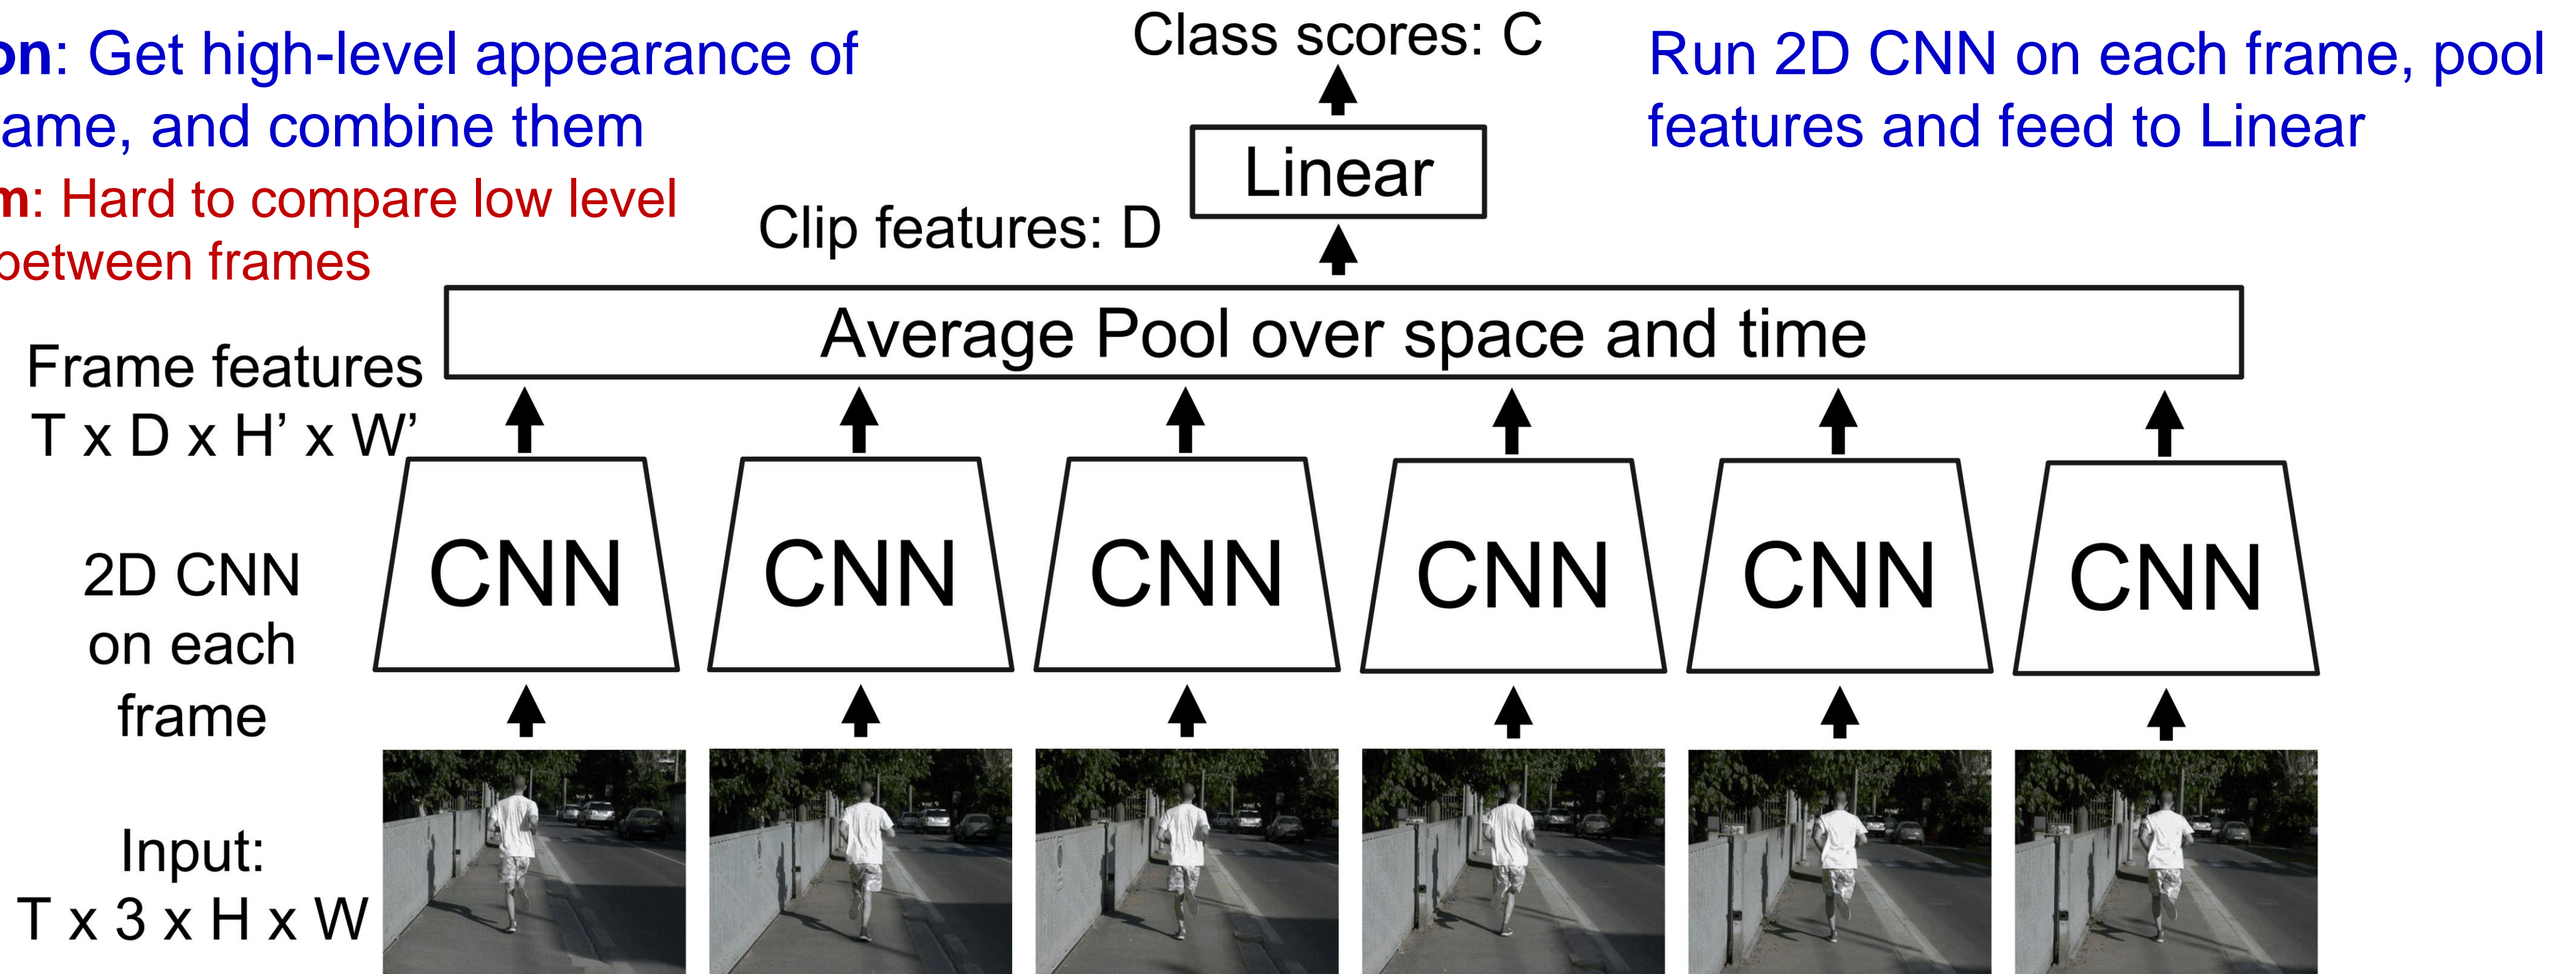 on: Get high-level appearance of
ame, and combine them
m: Hard to compare low level
between frames
Class scores: C
Run 2D CNN on each frame, pool
features and feed to Linear
Linear
Clip features: D
Average Pool over space and time
Frame features
T x D x H’ x W’
CNN CNN CNN CNN CNN CNN
2D CNN
on each
frame
Input:
T x 3 x H x W